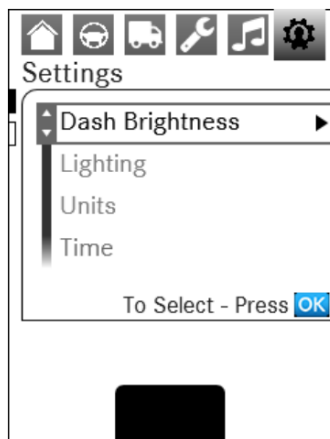 Settings
Dash Brightness
Lighting
Units
Time
To Select - Press OK